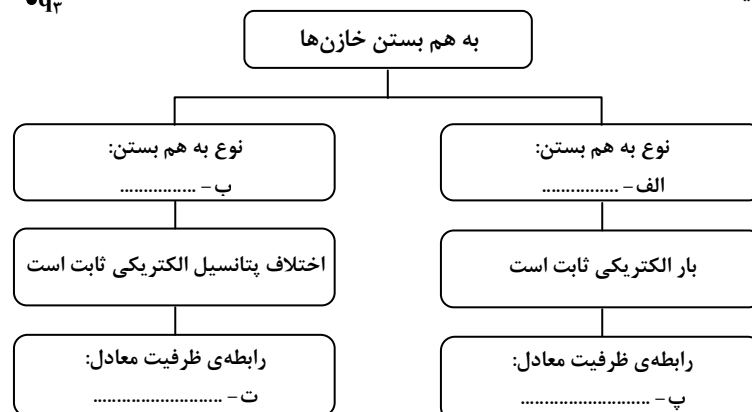 q۳
به هم بستن خازن‌ها
نوع به هم بستن:
الف – ................
نوع به هم بستن:
ب – ................
بار الکتریکی ثابت است
اختلاف پتانسیل الکتریکی ثابت است
رابطه‌ی ظرفیت معادل:
پ – ...........................
رابطه‌ی ظرفیت معادل:
ت – ...........................